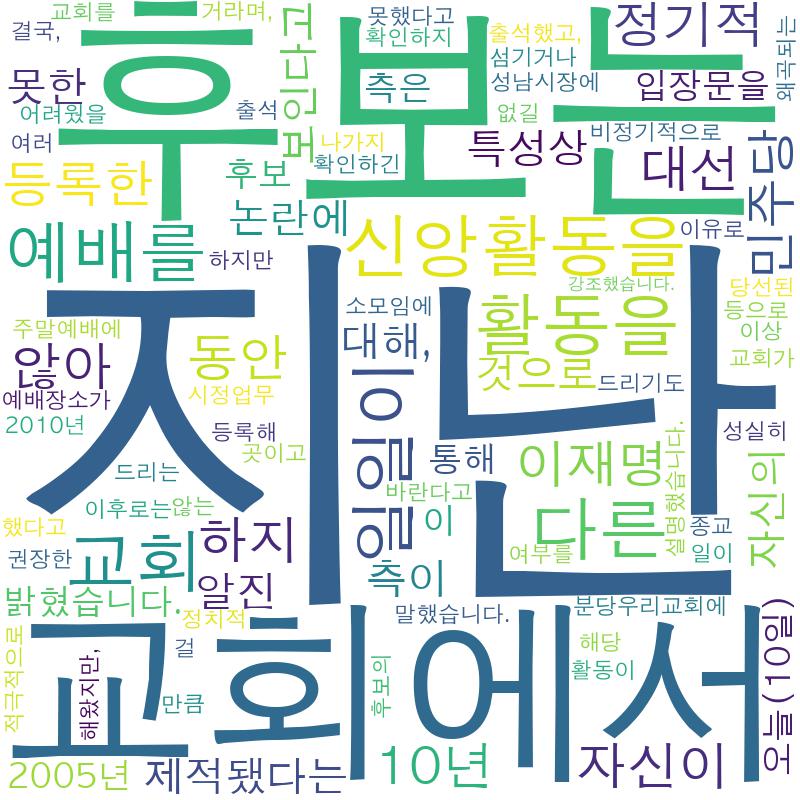 교회를
거라며,
결국,
못했다고
확인하지
출석했고,
섬기거나
성남시장에
정기적
왜곡되는
후보는
보인다고
못한
측은
입장문을
어려웠을
출석
없길
비정기적으로
여러
나가지
확인하긴
특성상
대선
민주당
등록한
후보
논란에
예배를
하지만
신앙활동을
이유로
지난
강조했습니다.
당선된
소모임에
등으로
주말예배에
대해,
활동을
이상
않아
동안
것으로
드리기도
교회가
예배장소가
시정업무
일일이
2010년
등록해
곳이고
통해
이재명
성실히
드리는
바란다고
설명했습니다.
자신의
이후로는
않는
이
다른
종교
했다고
교회
하지
여부를
일이
권장한
알진
측이
밝혔습니다.
정치적
말했습니다.
분당우리교회에
교회에서
적극적으로
해왔지만,
걸
만큼
후보의
해당
활동이
오늘(10일)
2005년
제적됐다는
10년
자신이